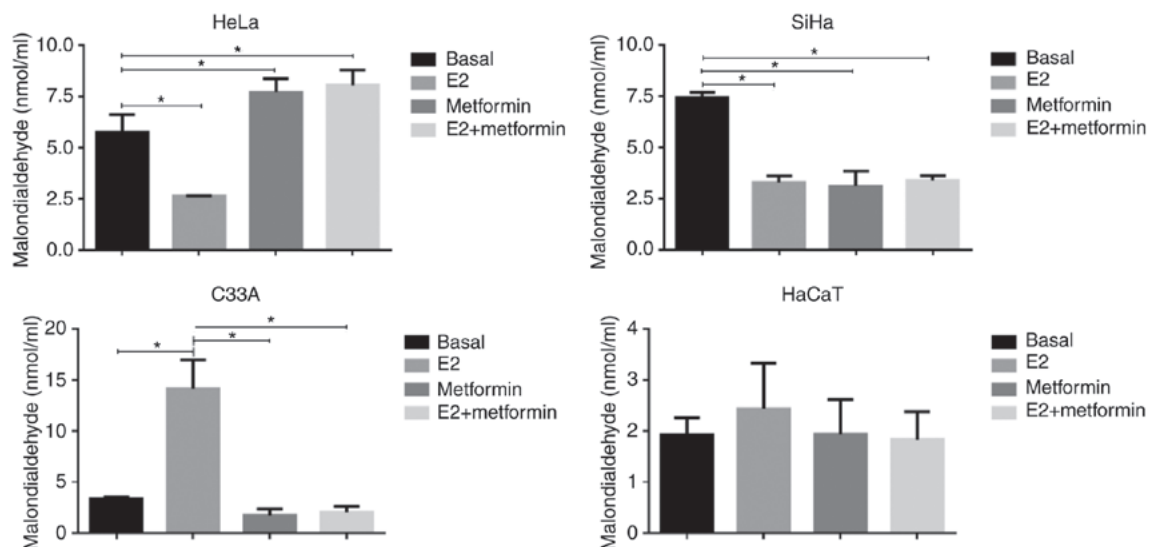 HeLa
Malondialdehyde (nmol/ml)
10.0
7.5
5.0
2.5
0.0
*
*
*
Basal
E2
Metformin
E2+metformin
SiHa
Malondialdehyde (nmol/ml)
10.0
7.5
5.0
2.5
0.0
*
*
*
Basal
E2
Metformin
E2+metformin
C33A
Malondialdehyde (nmol/ml)
20
15
10
5
0
*
*
*
Basal
E2
Metformin
E2+metformin
HaCaT
Malondialdehyde (nmol/ml)
4
3
2
1
0
Basal
E2
Metformin
E2+metformin